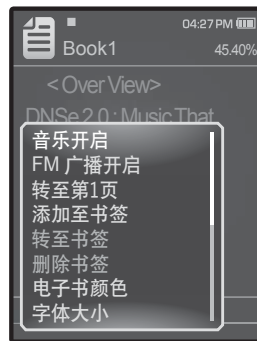 04:27 PM
Book1
45.40%
< Over View>
DNSe 2.0 : Music That
音乐开启
FM 广播开启
转至第1页
添加至书签
转至书签
删除书签
电子书颜色
字体大小